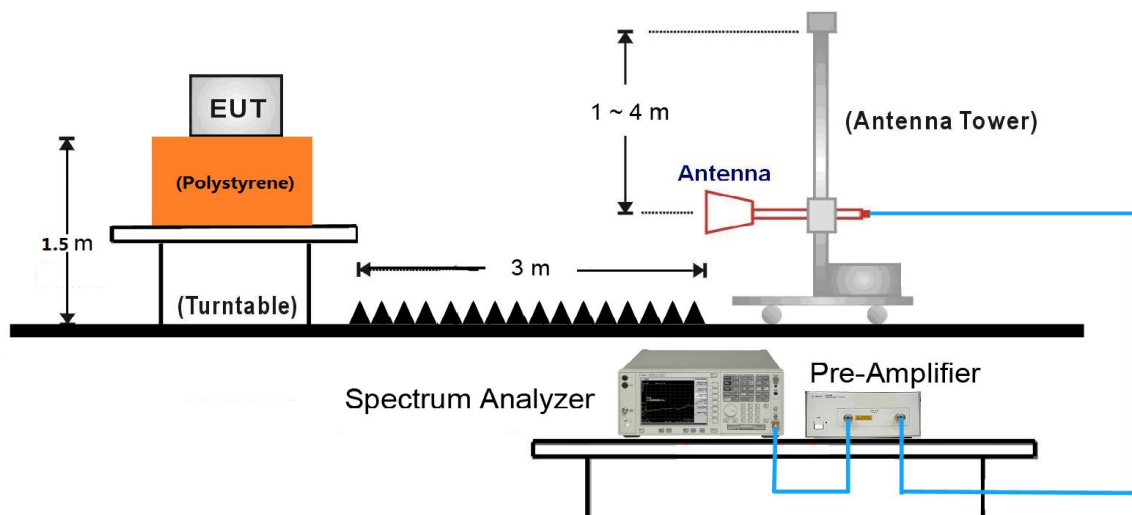 EUT
1 ~ 4 m
(Antenna Tower)
(Polystyrene)
Antenna
1.5 m
3 m
(Turntable)
Spectrum Analyzer
Pre-Amplifier